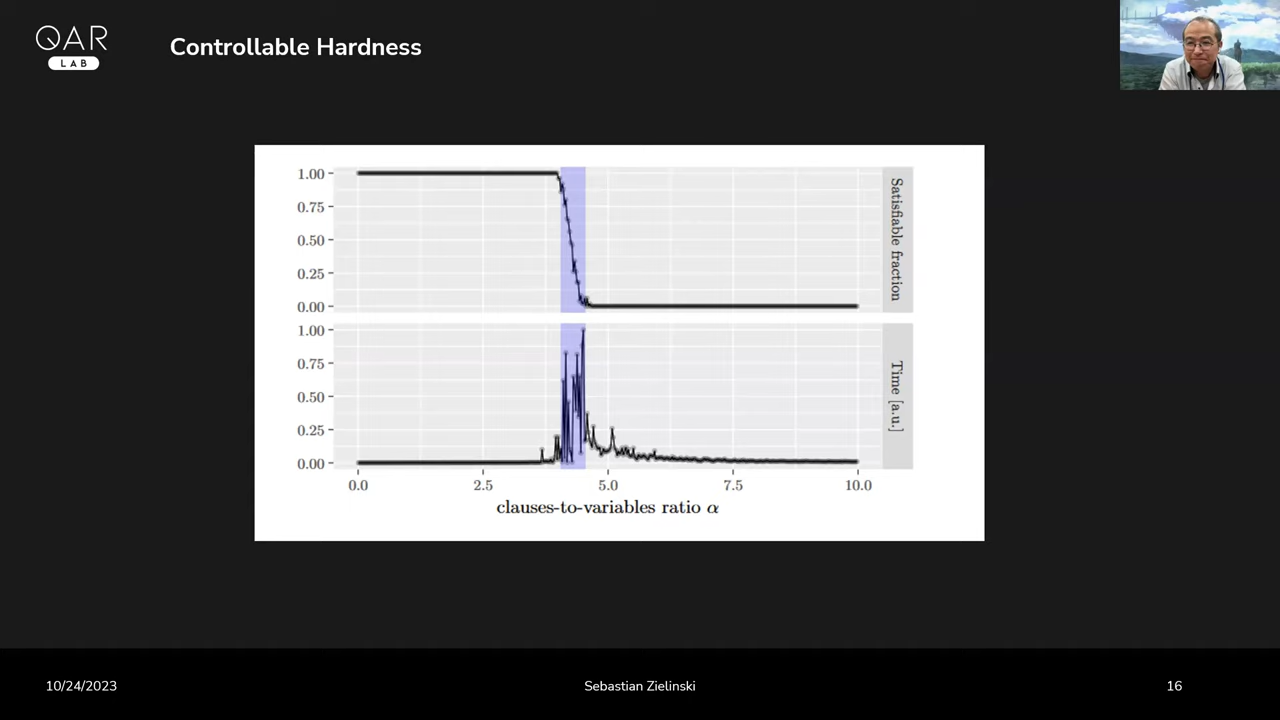 QAR
LAB
Controllable Hardness
1.00
0.75
0.50
0.25
0.00
Satisfiable fraction
1.00
0.75
0.50
0.25
0.00
Time [a.u.]
0.0 2.5 5.0 7.5 10.0
clauses-to-variables ratio α
10/24/2023 Sebastian Zielinski 16